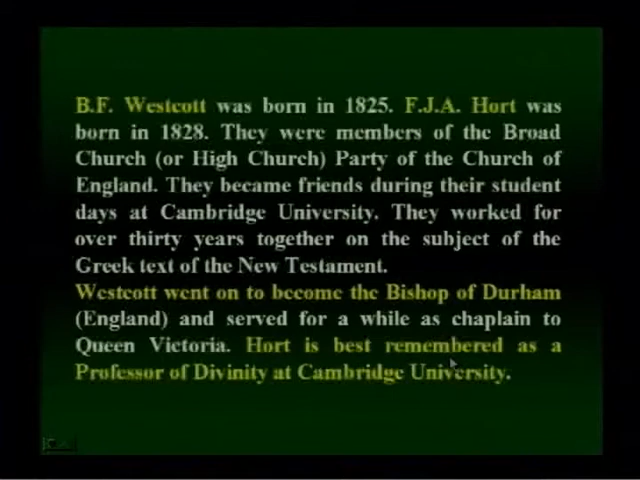 B.F. Westcott was born in 1825. F.J.A. Hort was
born in 1828. They were members of the Broad
Church (or High Church) Party of the Church of
England. They became friends during their student
days at Cambridge University. They worked for
over thirty years together on the subject of the
Greek text of the New Testament.
Westcott went on to become the Bishop of Durham
(England) and served for a while as chaplain to
Queen Victoria. Hort is best remembered as a
Professor of Divinity at Cambridge University.